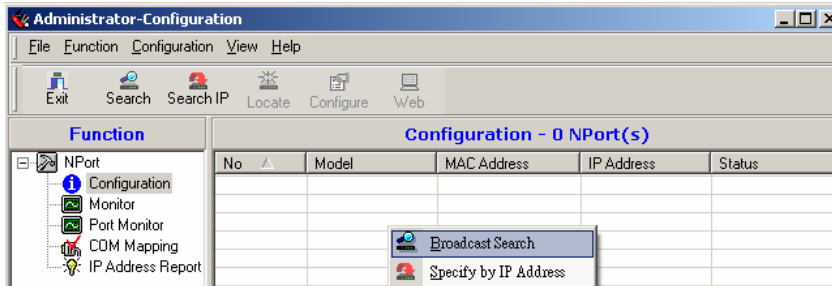 Administrator-Configuration
File Function Configuration View Help
Exit Search Search IP Locate Configure Web
Function
Configuration - 0 NPort(s)
No Model MAC Address IP Address Status
NPort
Configuration
Monitor
Port Monitor
COM Mapping
IP Address Report
Broadcast Search
Specify by IP Address